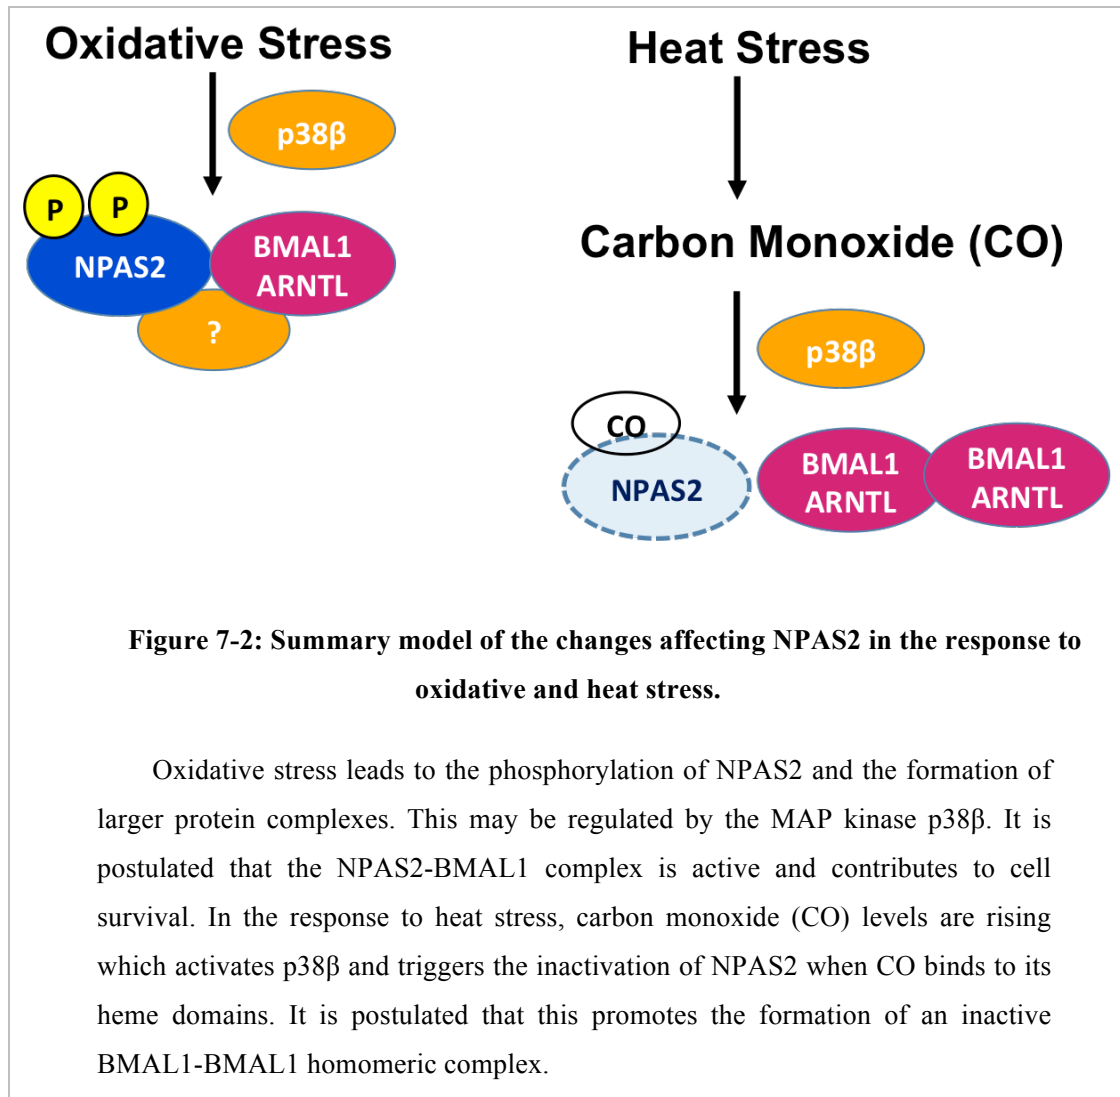 Oxidative Stress
p38β
P
P
NPAS2
BMAL1
ARNTL
?
Heat Stress
Carbon Monoxide (CO)
p38β
CO
NPAS2
BMAL1
ARNTL
BMAL1
ARNTL
Figure 7-2: Summary model of the changes affecting NPAS2 in the response to
oxidative and heat stress.
Oxidative stress leads to the phosphorylation of NPAS2 and the formation of
larger protein complexes. This may be regulated by the MAP kinase p38β. It is
postulated that the NPAS2-BMAL1 complex is active and contributes to cell
survival. In the response to heat stress, carbon monoxide (CO) levels are rising
which activates p38β and triggers the inactivation of NPAS2 when CO binds to its
heme domains. It is postulated that this promotes the formation of an inactive
BMAL1-BMAL1 homomeric complex.